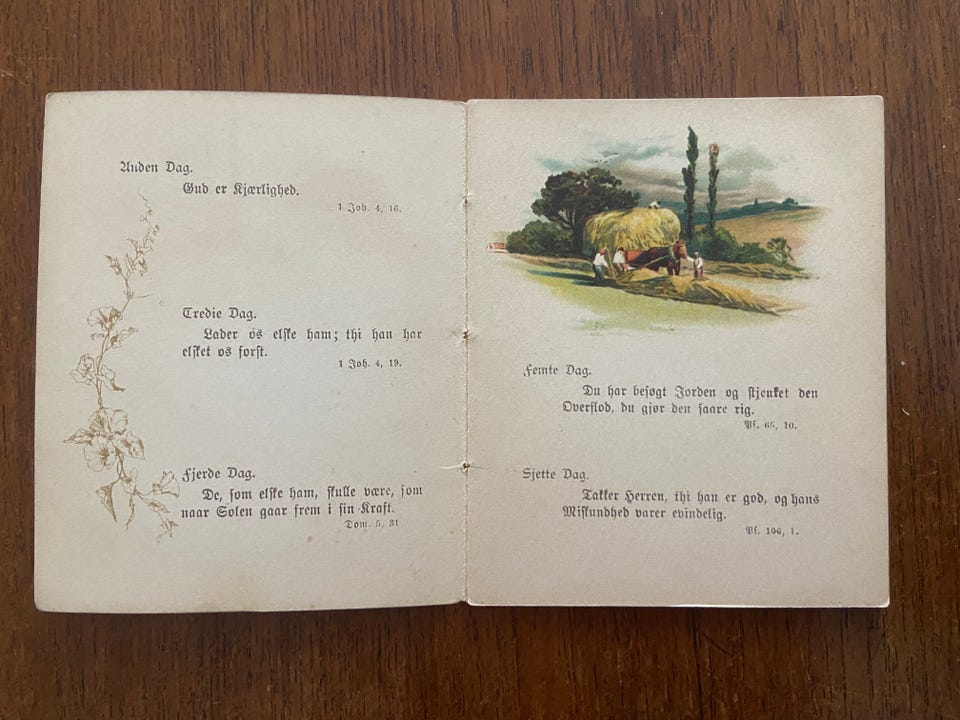 Anden Dag.
Gud er Kjærlighed.
1 Joh. 4, 16.
Tredie Dag.
Lader os elske ham; thi han har
elsket os først.
1 Joh. 4, 19.
Fjerde Dag.
De, som elske ham, skulle være, som
naar Solen gaar frem i sin Kraft.
Dom. 5, 31
Femte Dag.
Du har besøgt Jorden og skjenket den
Overflod, du gjør den saare rig.
Ps. 65, 10.
Sjette Dag.
Takker Herren, thi han er god, og hans
Miskundhed varer evindelig.
Ps. 106, 1.